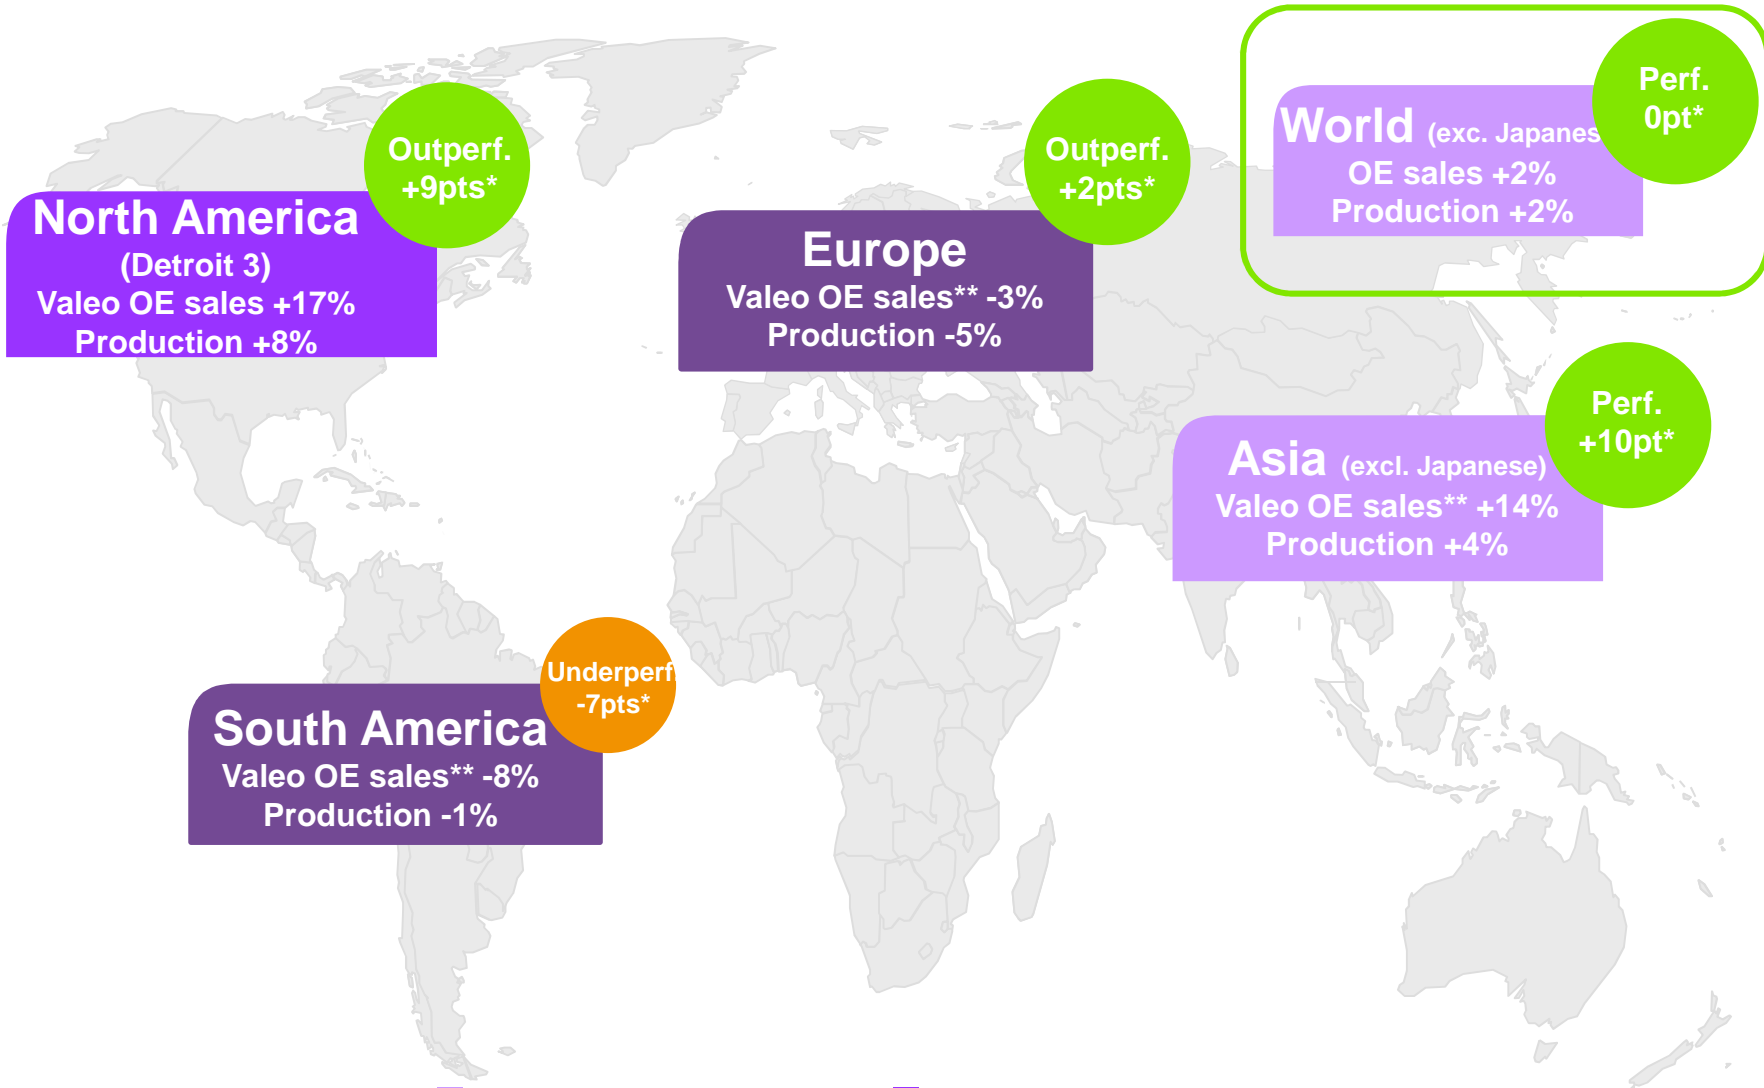 Outperf.
+9pts*
North America
(Detroit 3)
Valeo OE sales +17%
Production +8%
Outperf.
+2pts*
Europe
Valeo OE sales** -3%
Production -5%
Perf.
0pt*
World (exc. Japanes
OE sales +2%
Production +2%
Perf.
+10pt*
Asia (excl. Japanese)
Valeo OE sales** +14%
Production +4%
Underperf
-7pts*
South America
Valeo OE sales** -8%
Production -1%